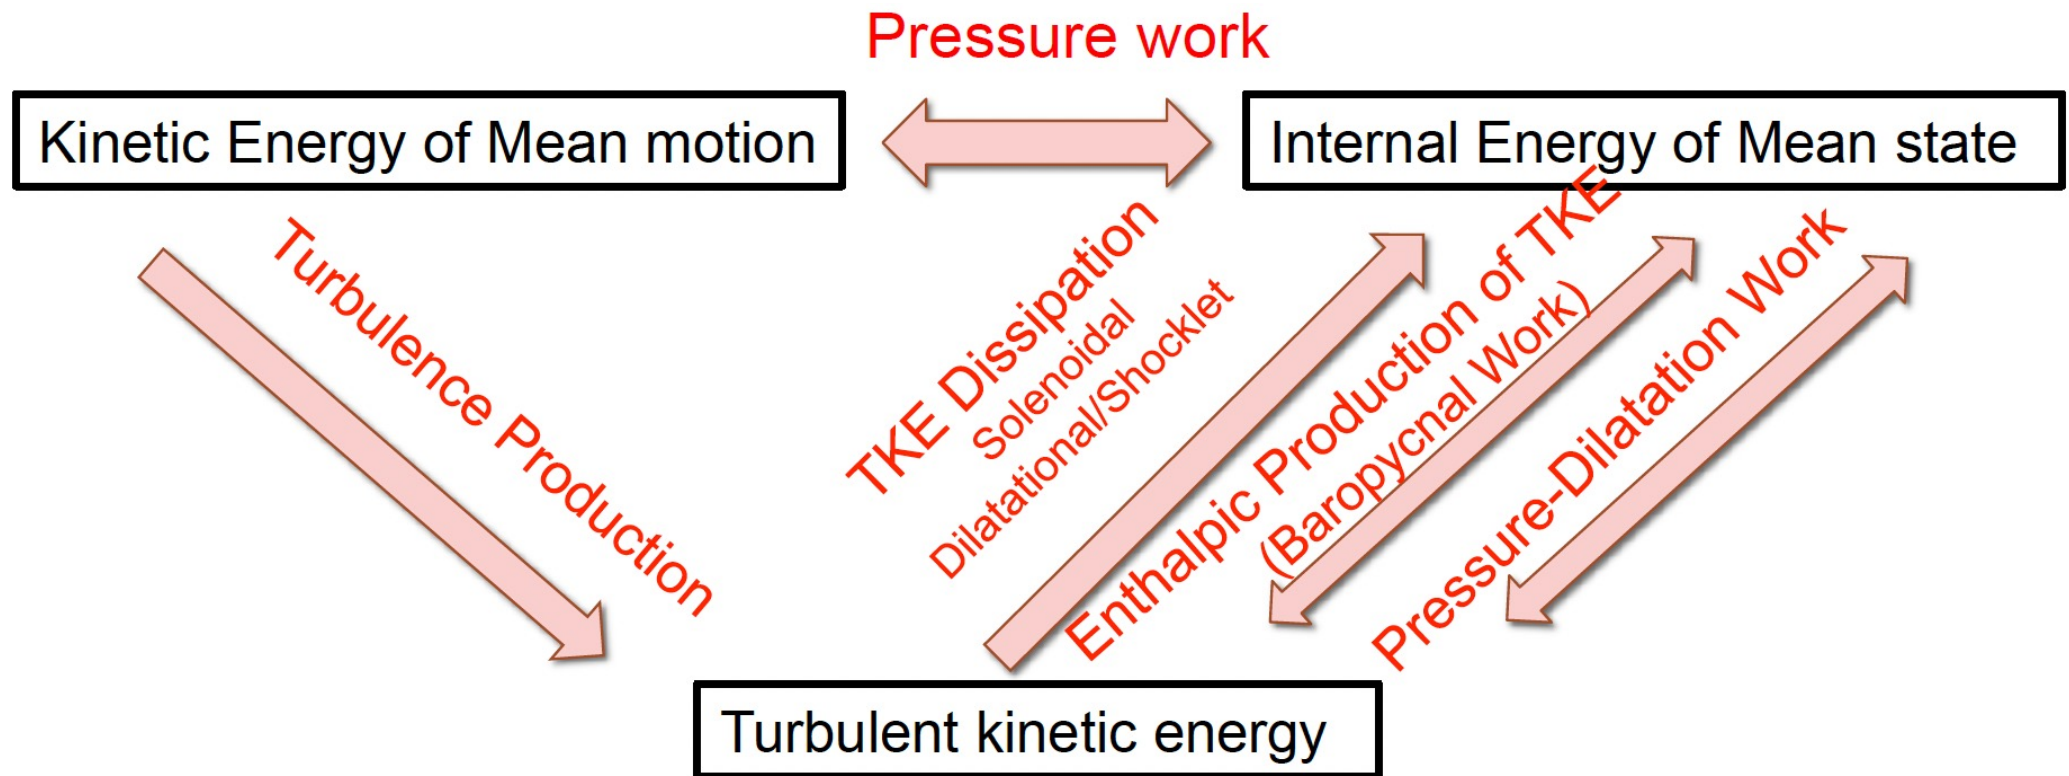 Pressure work
Kinetic Energy of Mean motion
Internal Energy of Mean state
Turbulence Production
TKE Dissipation
Solenoidal
Dilatational/Shocklet
Enthalpic Production of TKE
(Baropycnal Work)
Pressure-Dilatation Work
Turbulent kinetic energy